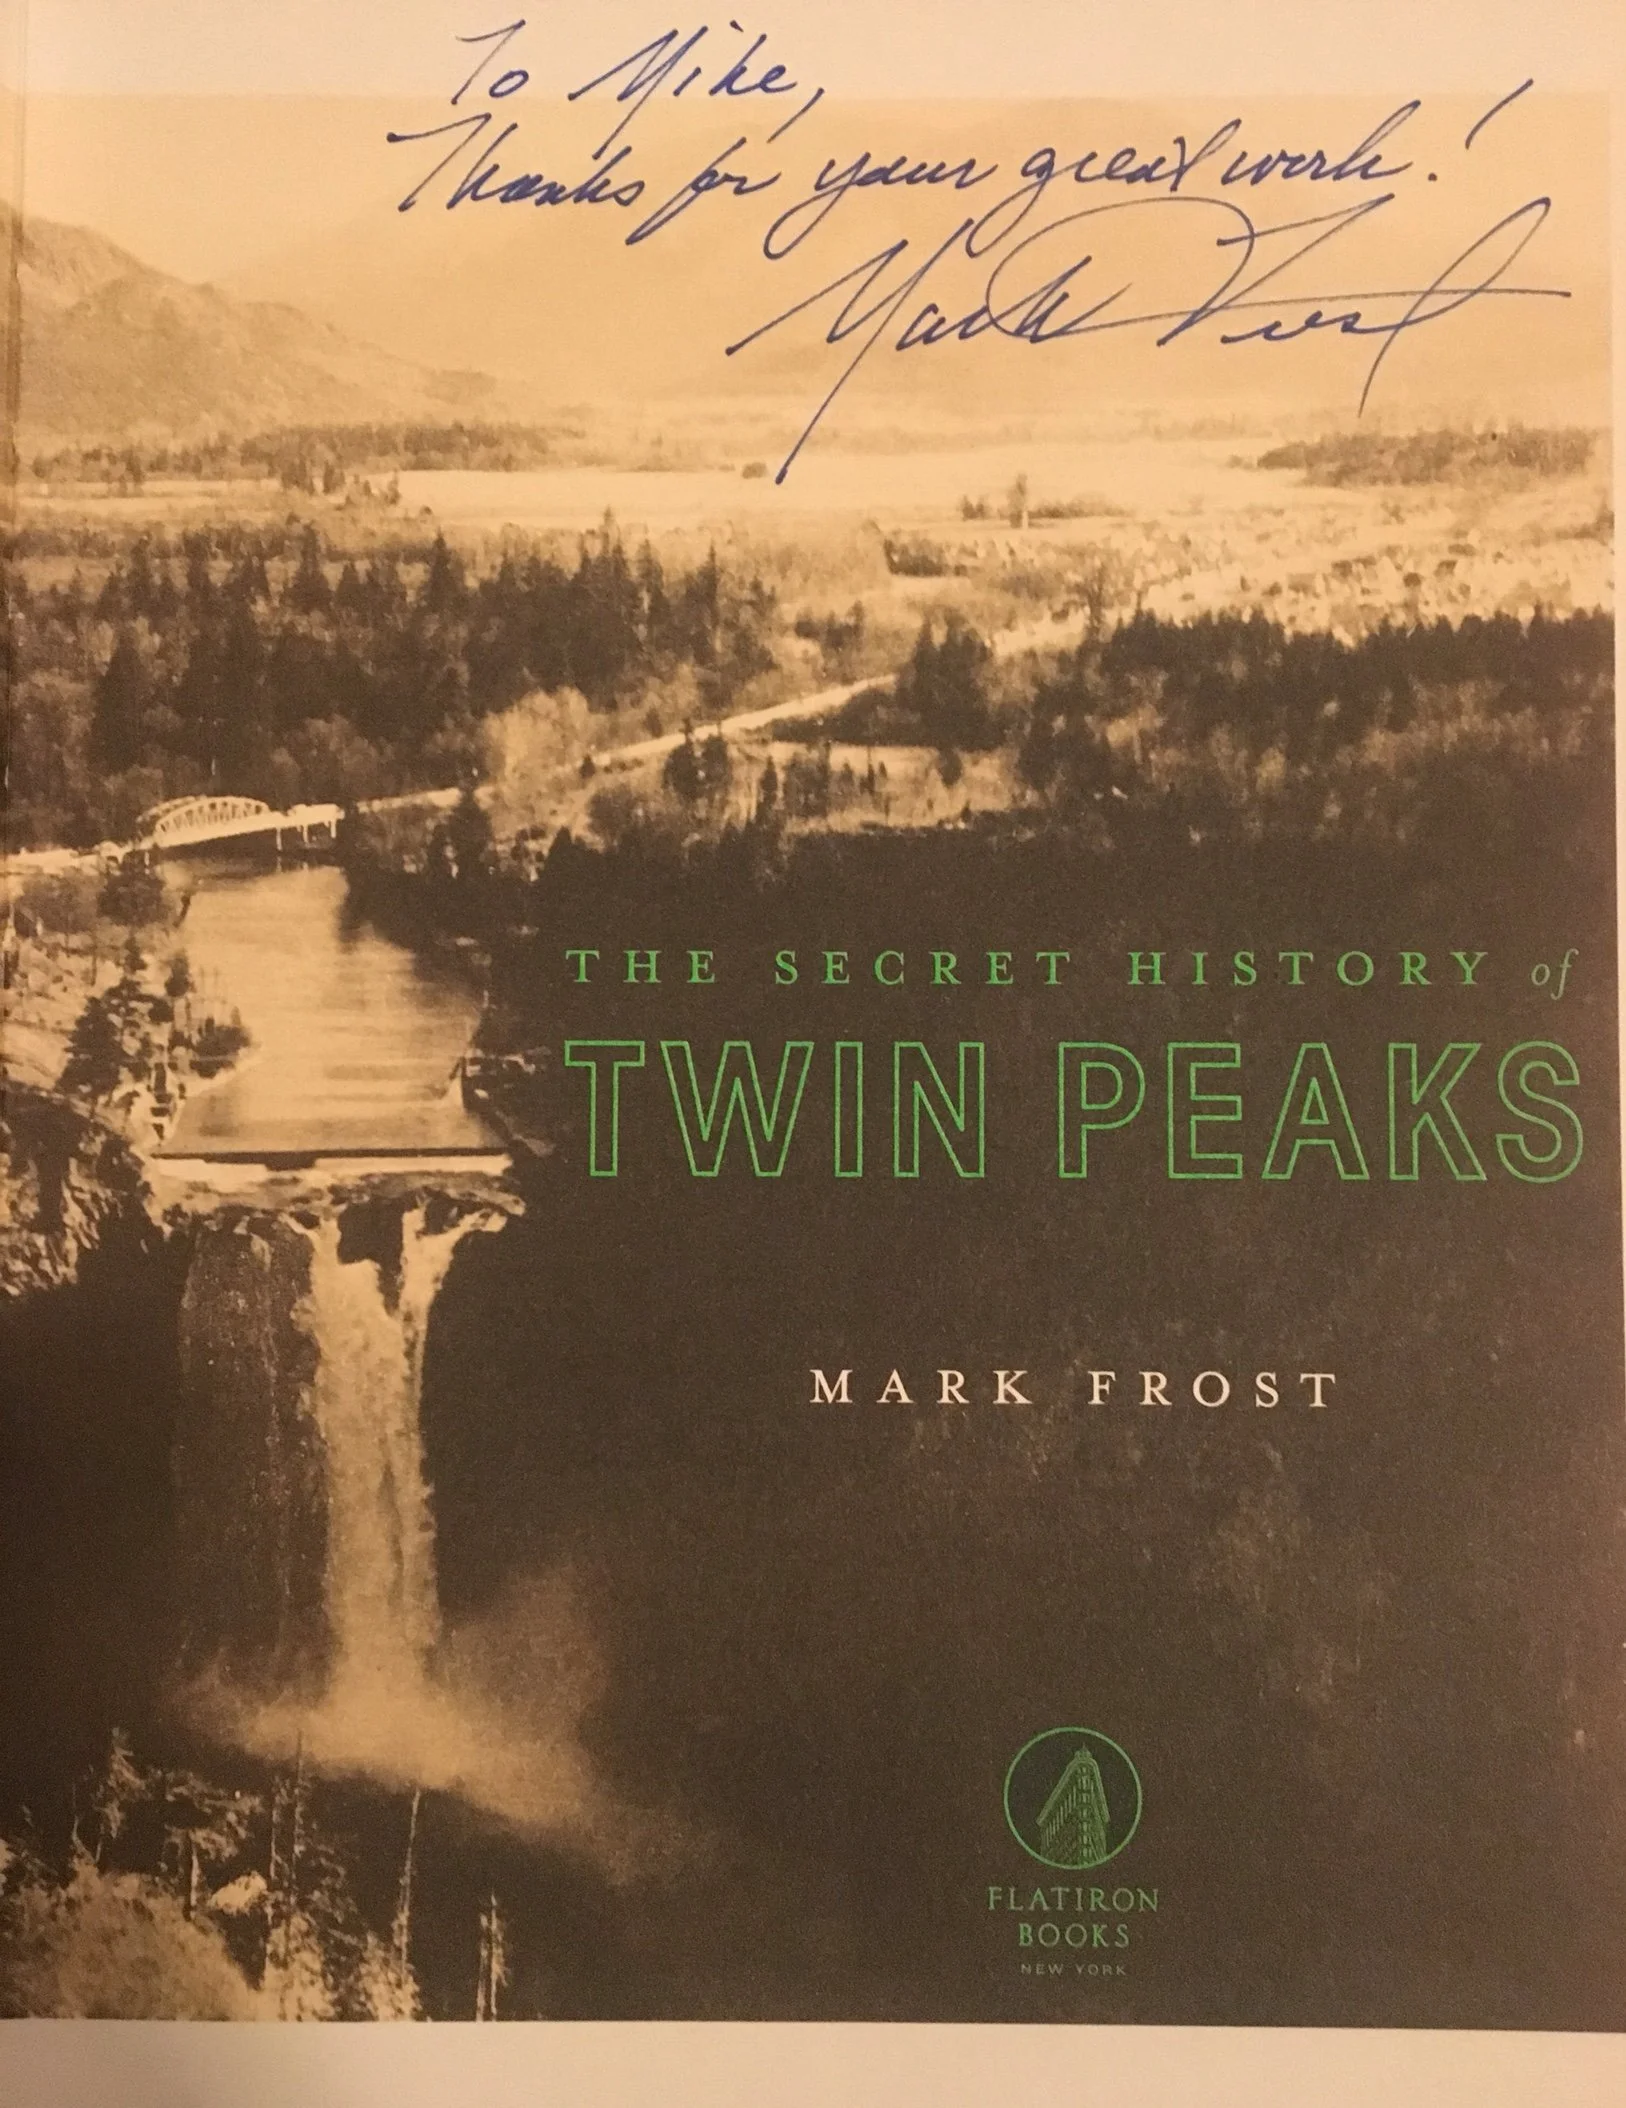 To Mike,
Thanks for your great work!
Mark Frost
THE SECRET HISTORY of
TWIN PEAKS
MARK FROST
FLATIRON
BOOKS
NEW YORK